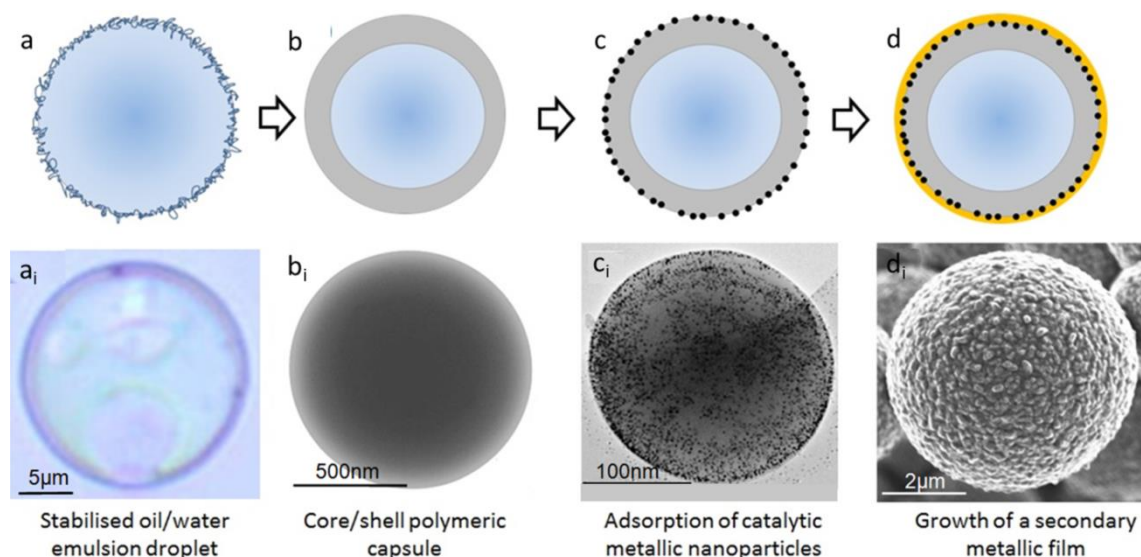 a
b
c
d
aᵢ
bᵢ
cᵢ
dᵢ
5μm
500nm
100nm
2μm
Stabilised oil/water
emulsion droplet
Core/shell polymeric
capsule
Adsorption of catalytic
metallic nanoparticles
Growth of a secondary
metallic film